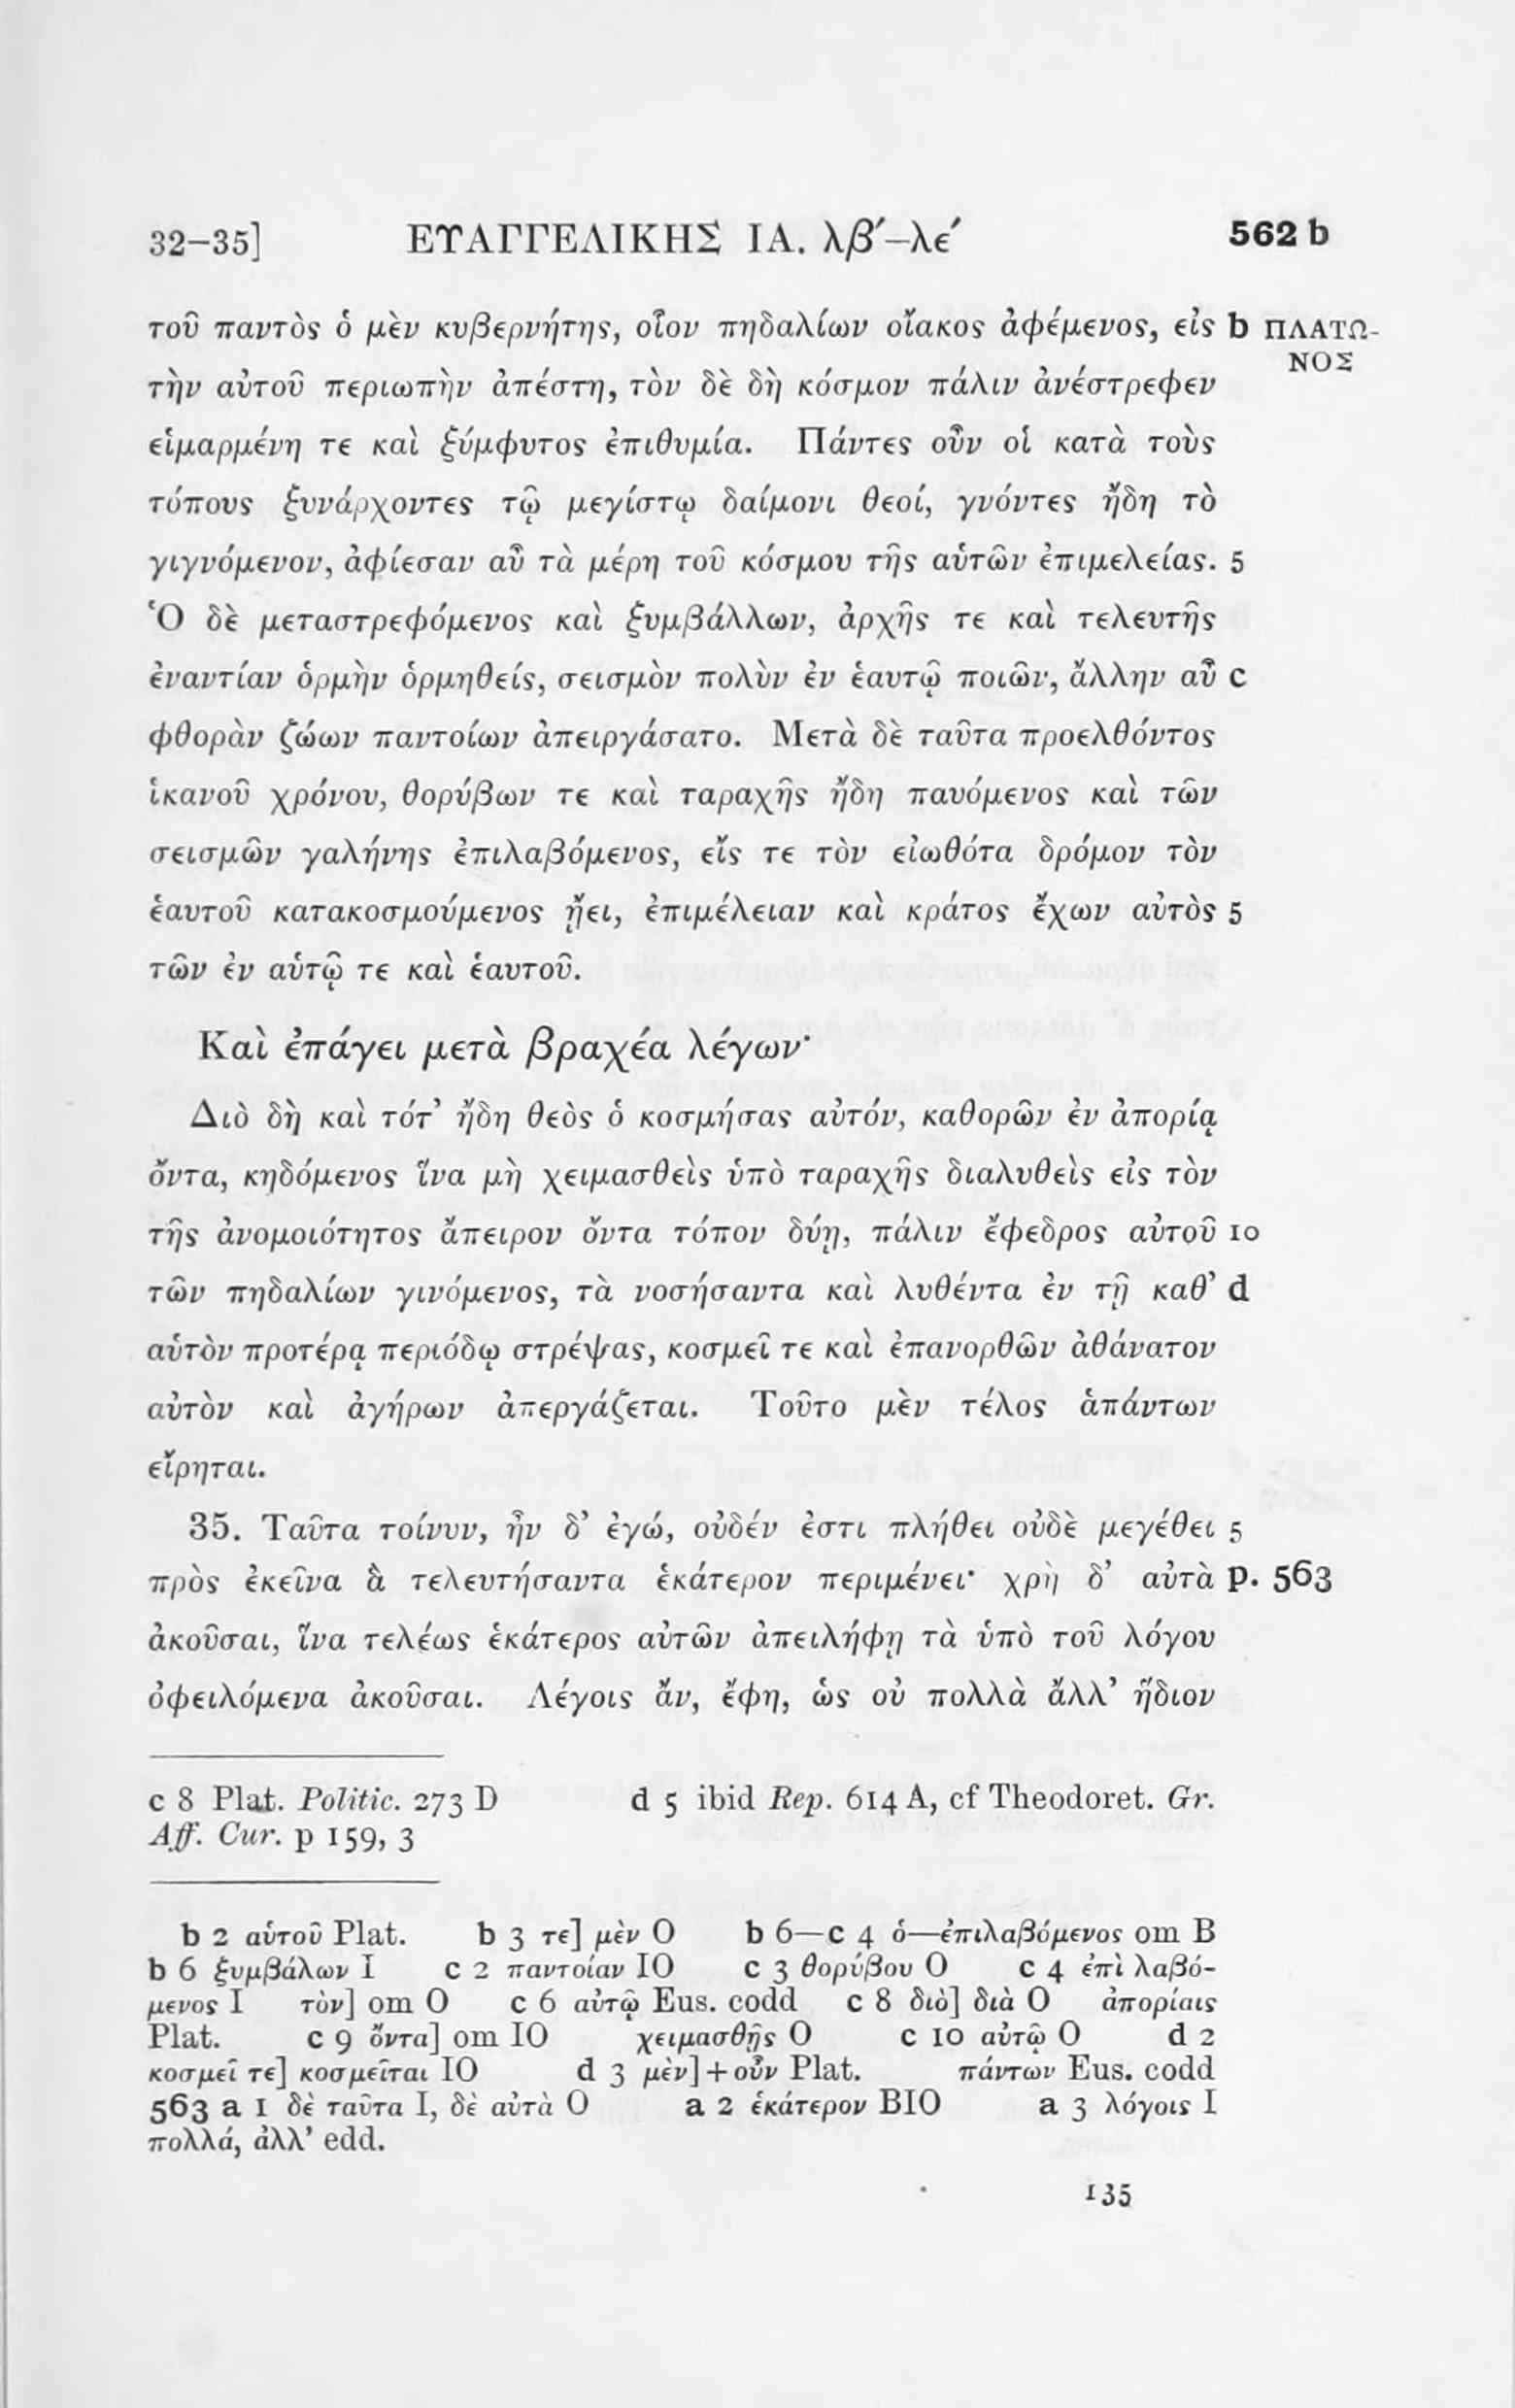 32–35] ΕΥΑΓΓΕΛΙΚΗΣ ΙΑ. λβ´–λέ 562 b
τοῦ παντὸς ὁ μὲν κυβερνήτης, οἷον πηδαλίων οἴακος ἀφέμενος, εἰς b ΠΛΑΤΩ-
ΝΟΣ
τὴν αὐτοῦ περιωπὴν ἀπέστη, τὸν δὲ δὴ κόσμον πάλιν ἀνέστρεφεν
εἱμαρμένη τε καὶ ξύμφυτος ἐπιθυμία. Πάντες οὖν οἱ κατὰ τοὺς
τόπους ξυνάρχοντες τῷ μεγίστῳ δαίμονι θεοί, γνόντες ἤδη τὸ
γιγνόμενον, ἀφίεσαν αὖ τὰ μέρη τοῦ κόσμου τῆς αὑτῶν ἐπιμελείας. 5
Ὁ δὲ μεταστρεφόμενος καὶ ξυμβάλλων, ἀρχῆς τε καὶ τελευτῆς
ἐναντίαν ὁρμὴν ὁρμηθείς, σεισμὸν πολὺν ἐν ἑαυτῷ ποιῶν, ἄλλην αὖ c
φθορὰν ζώων παντοίων ἀπειργάσατο. Μετὰ δὲ ταῦτα προελθόντος
ἱκανοῦ χρόνου, θορύβων τε καὶ ταραχῆς ἤδη παυόμενος καὶ τῶν
σεισμῶν γαλήνης ἐπιλαβόμενος, εἴς τε τὸν εἰωθότα δρόμον τὸν
ἑαυτοῦ κατακοσμούμενος ᾔει, ἐπιμέλειαν καὶ κράτος ἔχων αὐτὸς 5
τῶν ἐν αὑτῷ τε καὶ ἑαυτοῦ.
Καὶ ἐπάγει μετὰ βραχέα λέγων·
Διὸ δὴ καὶ τότ’ ἤδη θεὸς ὁ κοσμήσας αὐτόν, καθορῶν ἐν ἀπορίᾳ
ὄντα, κηδόμενος ἵνα μὴ χειμασθεὶς ὑπὸ ταραχῆς διαλυθεὶς εἰς τὸν
τῆς ἀνομοιότητος ἄπειρον ὄντα τόπον δύῃ, πάλιν ἔφεδρος αὐτοῦ 10
τῶν πηδαλίων γινόμενος, τὰ νοσήσαντα καὶ λυθέντα ἐν τῇ καθ’ d
αὑτὸν προτέρᾳ περιόδῳ στρέψας, κοσμεῖ τε καὶ ἐπανορθῶν ἀθάνατον
αὐτὸν καὶ ἀγήρων ἀπεργάζεται. Τοῦτο μὲν τέλος ἁπάντων
εἴρηται.
35. Ταῦτα τοίνυν, ἦν δ’ ἐγώ, οὐδέν ἐστι πλήθει οὐδὲ μεγέθει 5
πρὸς ἐκεῖνα ἃ τελευτήσαντα ἑκάτερον περιμένει· χρὴ δ’ αὐτὰ p. 563
ἀκοῦσαι, ἵνα τελέως ἑκάτερος αὐτῶν ἀπειλήφῃ τὰ ὑπὸ τοῦ λόγου
ὀφειλόμενα ἀκοῦσαι. Λέγοις ἄν, ἔφη, ὡς οὐ πολλὰ ἄλλ’ ἥδιον
c 8 Plat. Politic. 273 D d 5 ibid Rep. 614 A, cf Theodoret. Gr.
Aff. Cur. p 159, 3
b 2 αὑτοῦ Plat. b 3 τε] μὲν O b 6—c 4 ὁ—ἐπιλαβόμενος om B
b 6 ξυμβάλων I c 2 παντοίαν IO c 3 θορύβου O c 4 ἐπὶ λαβό-
μενος I τὸν] om O c 6 αὐτῷ Eus. codd c 8 διὸ] διὰ O ἀπορίαις
Plat. c 9 ὄντα] om IO χειμασθῇς O c 10 αὐτῷ O d 2
κοσμεῖ τε] κοσμεῖται IO d 3 μὲν] + οὖν Plat. πάντων Eus. codd
563 a 1 δὲ ταῦτα I, δὲ αὐτὰ O a 2 ἑκάτερον BIO a 3 λόγοις I
πολλά, ἀλλ’ edd.
135